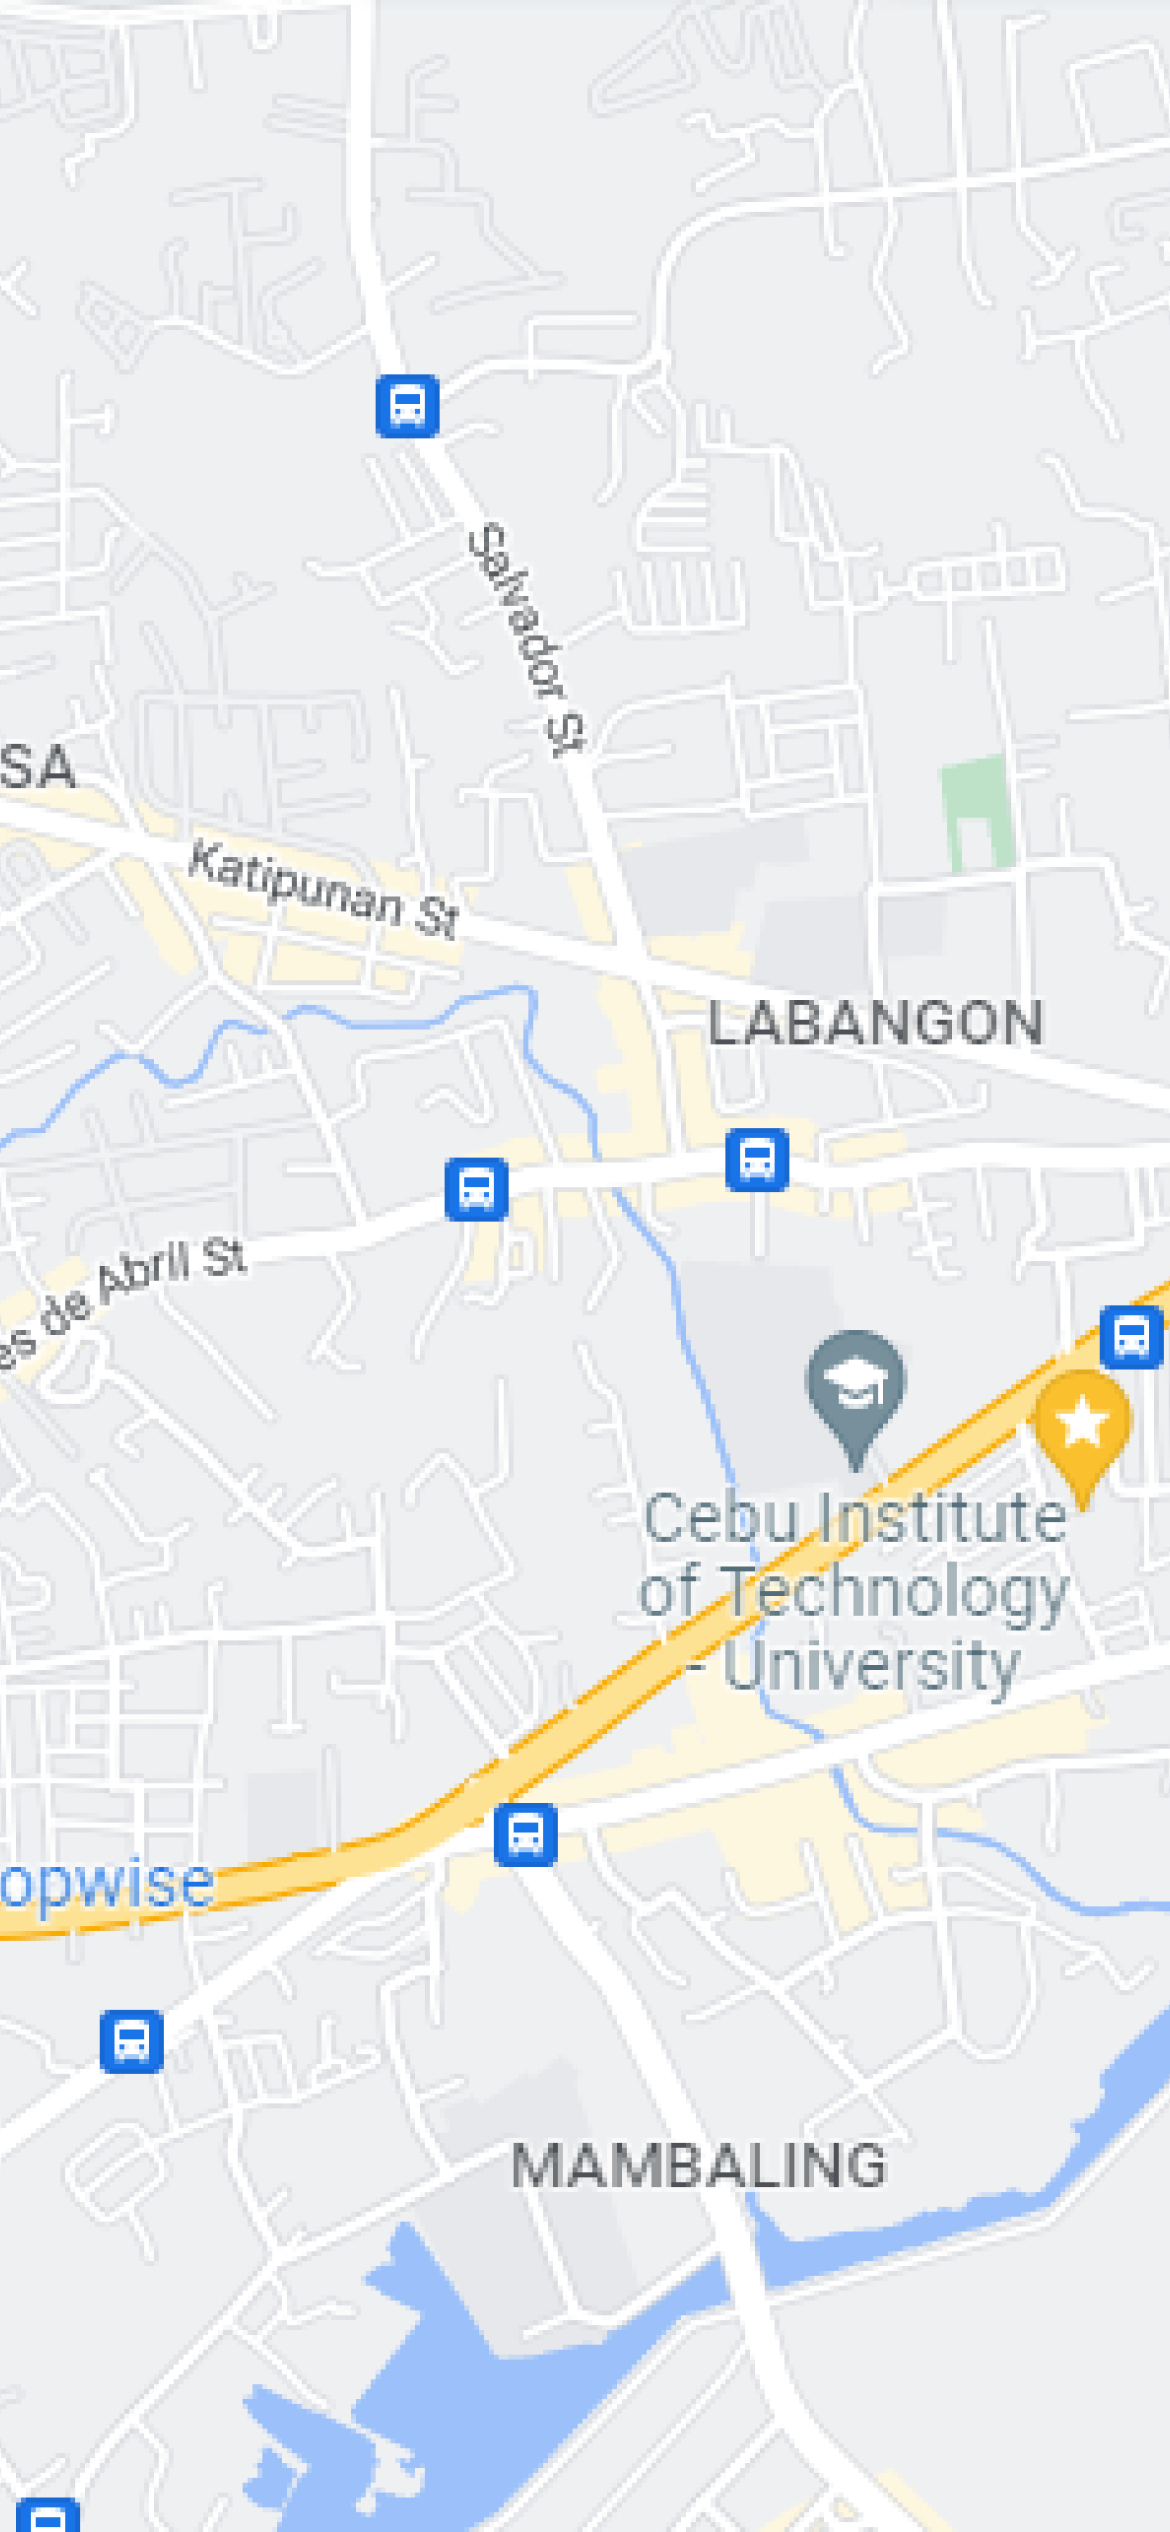 Salvador St
SA
Katipunan St
LABANGON
es de Abril St
Cebu Institute
of Technology
- University
opwise
MAMBALING